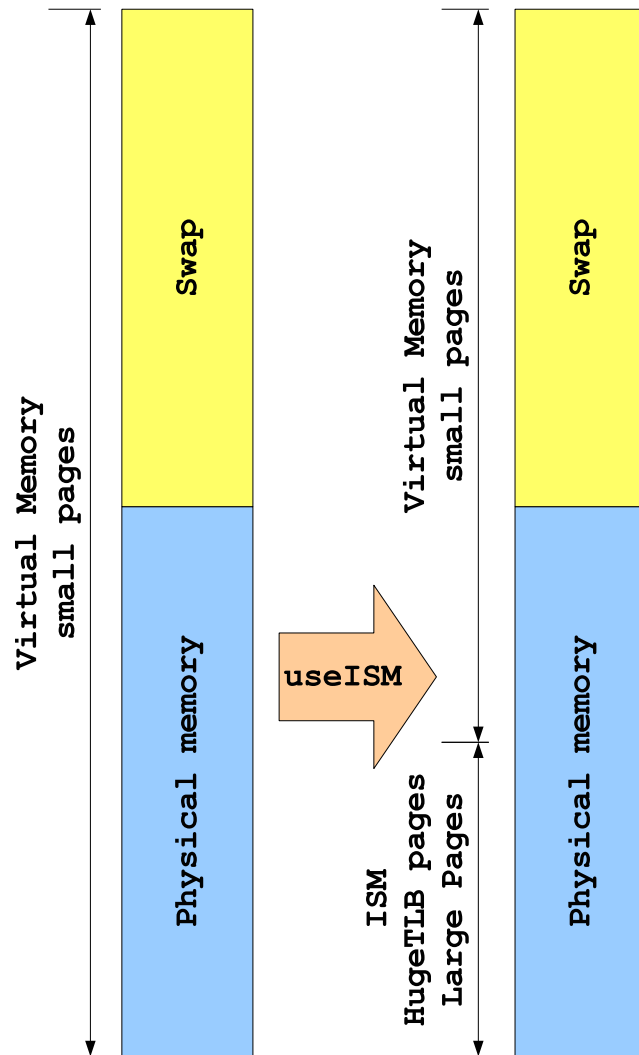 Virtual Memory
small pages
Swap
Physical memory
useISM
Virtual Memory
small pages
ISM
HugeTLB pages
Large Pages
Swap
Physical memory